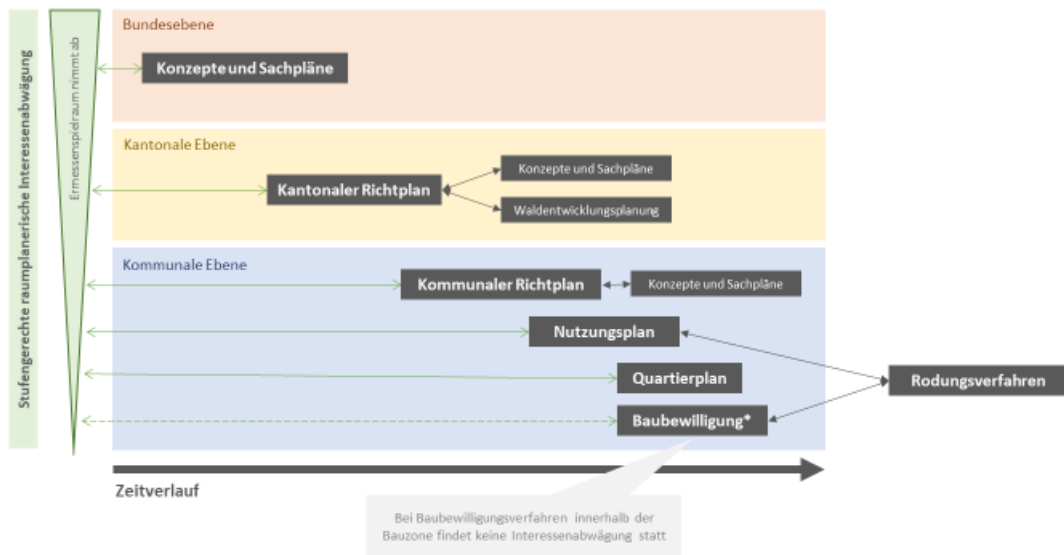 Stufengerechte raumplanerische Interessenabwägung
Ermessenspielraum nimmt ab
Bundesebene
Konzepte und Sachpläne
Kantonale Ebene
Kantonaler Richtplan
Konzepte und Sachpläne
Waldentwicklungsplanung
Kommunale Ebene
Kommunaler Richtplan
Konzepte und Sachpläne
Nutzungsplan
Quartierplan
Rodungsverfahren
Baubewilligung*
Zeitverlauf
Bei Baubewilligungsverfahren innerhalb der
Bauzone findet keine Interessenabwägung statt